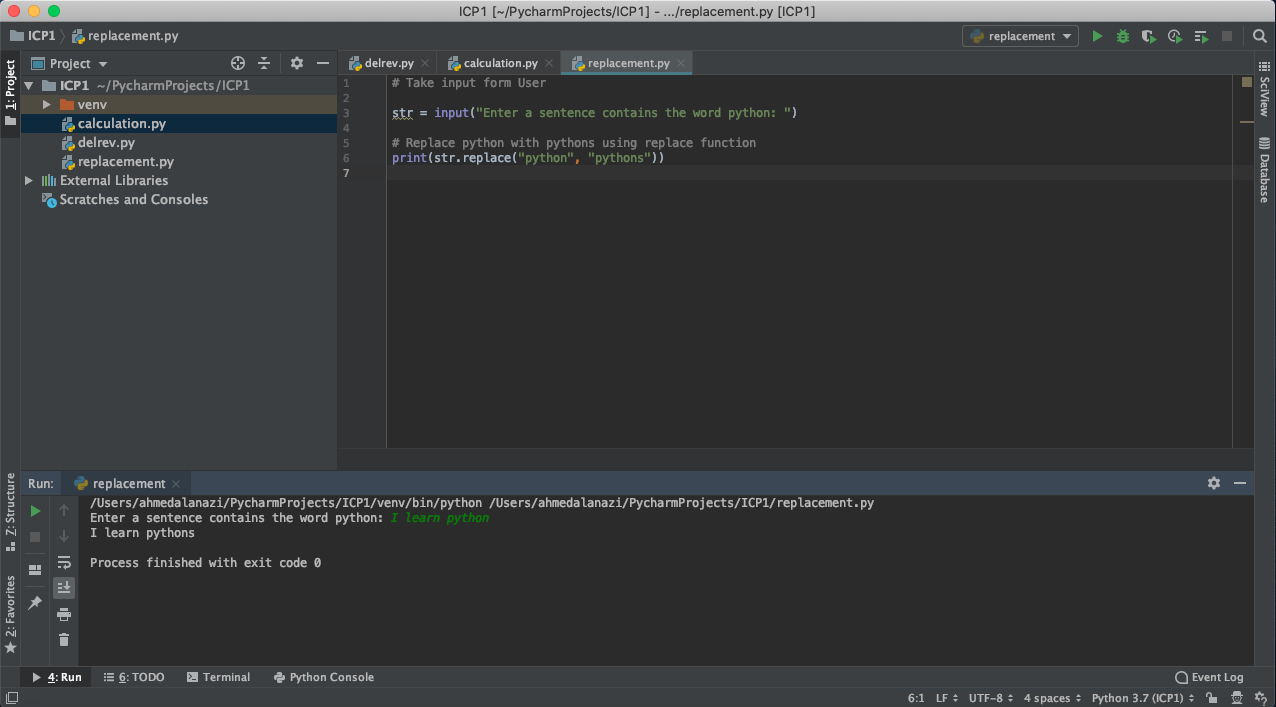 ICP1 [~/PycharmProjects/ICP1] - .../replacement.py [ICP1]
ICP1 replacement.py
replacement
1: Project
Project
ICP1 ~/PycharmProjects/ICP1
venv
calculation.py
delrev.py
replacement.py
External Libraries
Scratches and Consoles
delrev.py calculation.py replacement.py
1 # Take input form User
2
3 str = input("Enter a sentence contains the word python: ")
4
5 # Replace python with pythons using replace function
6 print(str.replace("python", "pythons"))
7
SciView
Database
Z: Structure
2: Favorites
Run: replacement
/Users/ahmedalanazi/PycharmProjects/ICP1/venv/bin/python /Users/ahmedalanazi/PycharmProjects/ICP1/replacement.py
Enter a sentence contains the word python: I learn python
I learn pythons
Process finished with exit code 0
4: Run 6: TODO Terminal Python Console Event Log
6:1 LF UTF-8 4 spaces Python 3.7 (ICP1)